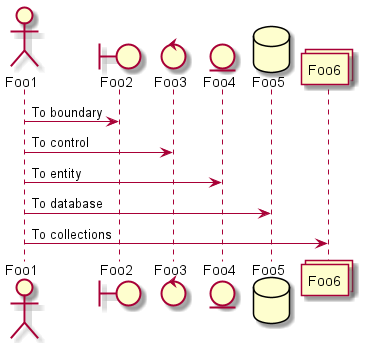 Foo1 Foo2 Foo3 Foo4 Foo5 Foo6
To boundary
To control
To entity
To database
To collections
Foo1 Foo2 Foo3 Foo4 Foo5 Foo6